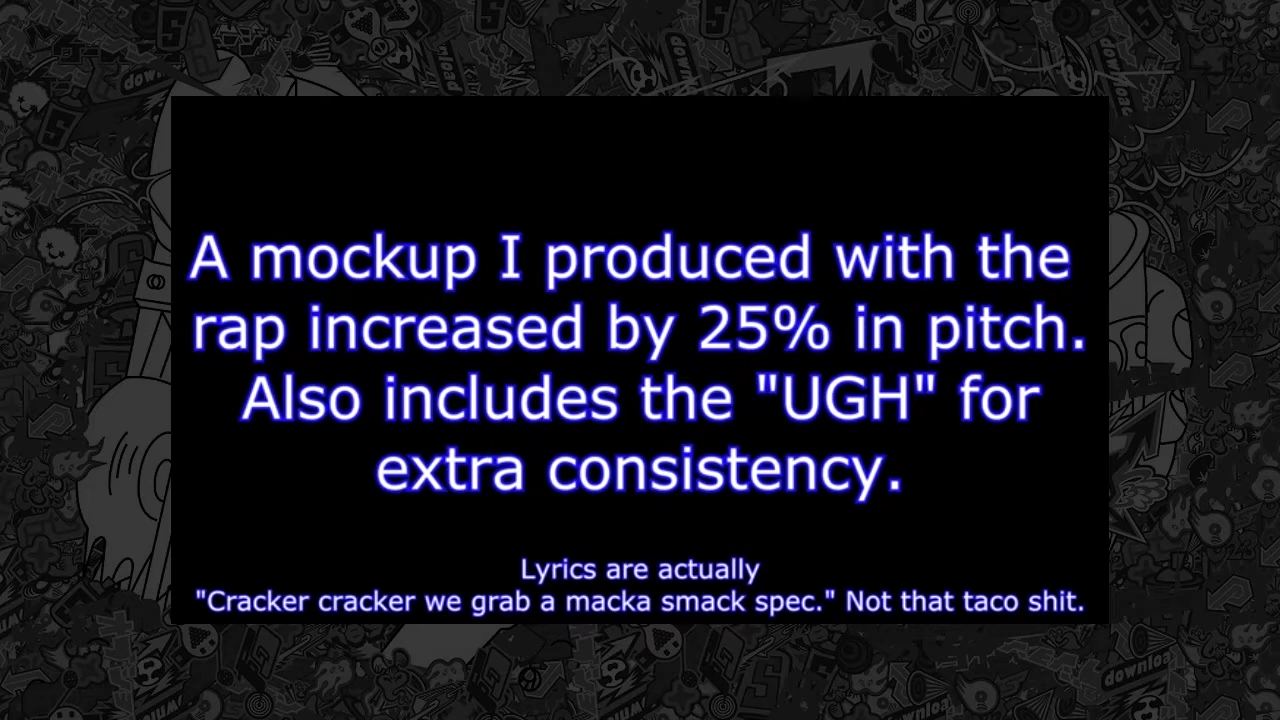 A mockup I produced with the
rap increased by 25% in pitch.
Also includes the "UGH" for
extra consistency.
Lyrics are actually
"Cracker cracker we grab a macka smack spec." Not that taco shit.